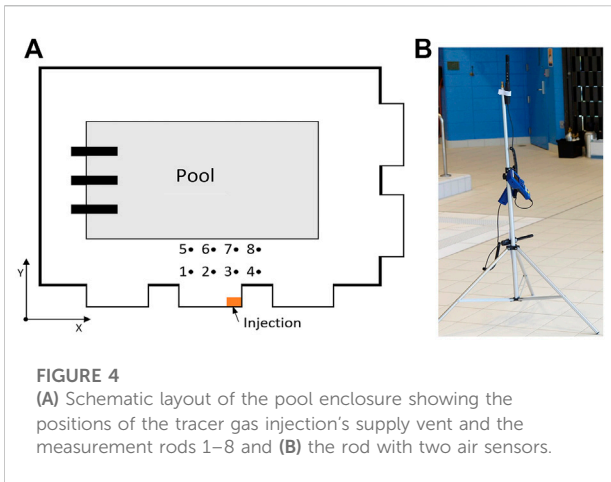 A
B
Pool
5• 6• 7• 8•
1• 2• 3• 4•
Y
X
Injection
FIGURE 4
(A) Schematic layout of the pool enclosure showing the
positions of the tracer gas injection's supply vent and the
measurement rods 1–8 and (B) the rod with two air sensors.